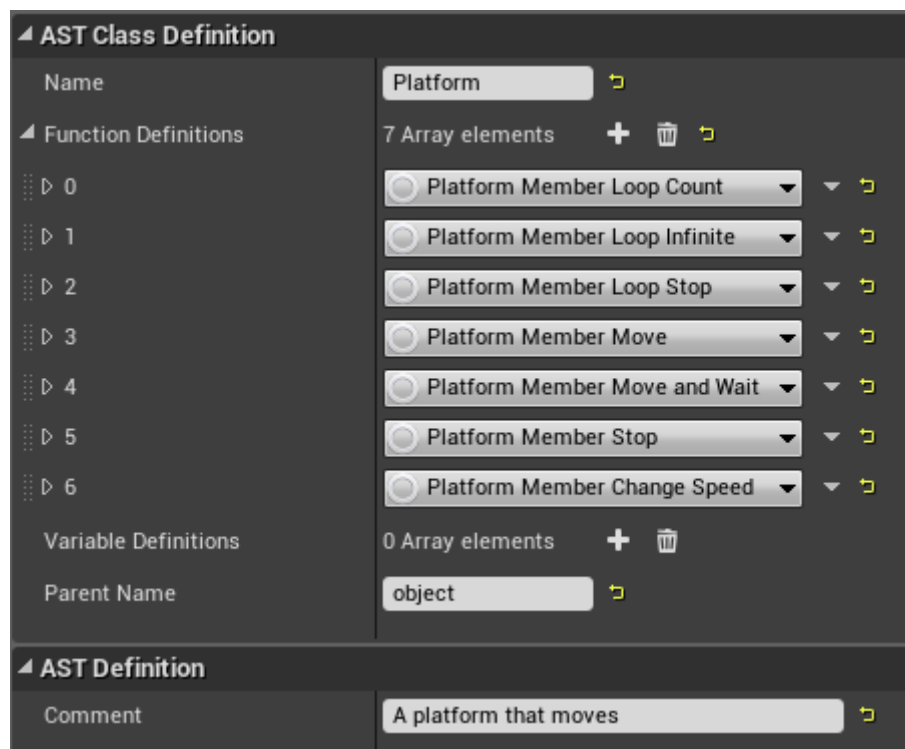 AST Class Definition
Name Platform
Function Definitions 7 Array elements
0 Platform Member Loop Count
1 Platform Member Loop Infinite
2 Platform Member Loop Stop
3 Platform Member Move
4 Platform Member Move and Wait
5 Platform Member Stop
6 Platform Member Change Speed
Variable Definitions 0 Array elements
Parent Name object
AST Definition
Comment A platform that moves